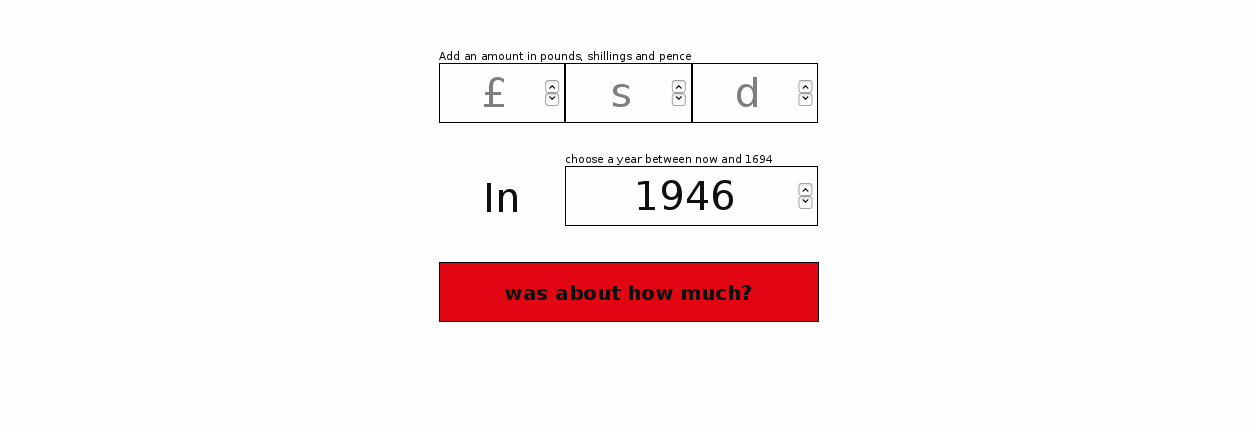 Add an amount in pounds, shillings and pence
£ s d
choose a year between now and 1694
In 1946
was about how much?